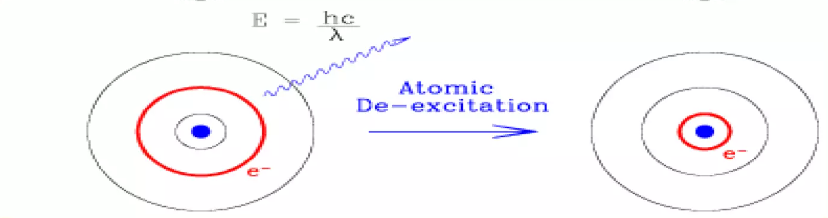 E = hc/λ
Atomic
De-excitation
e⁻
e⁻